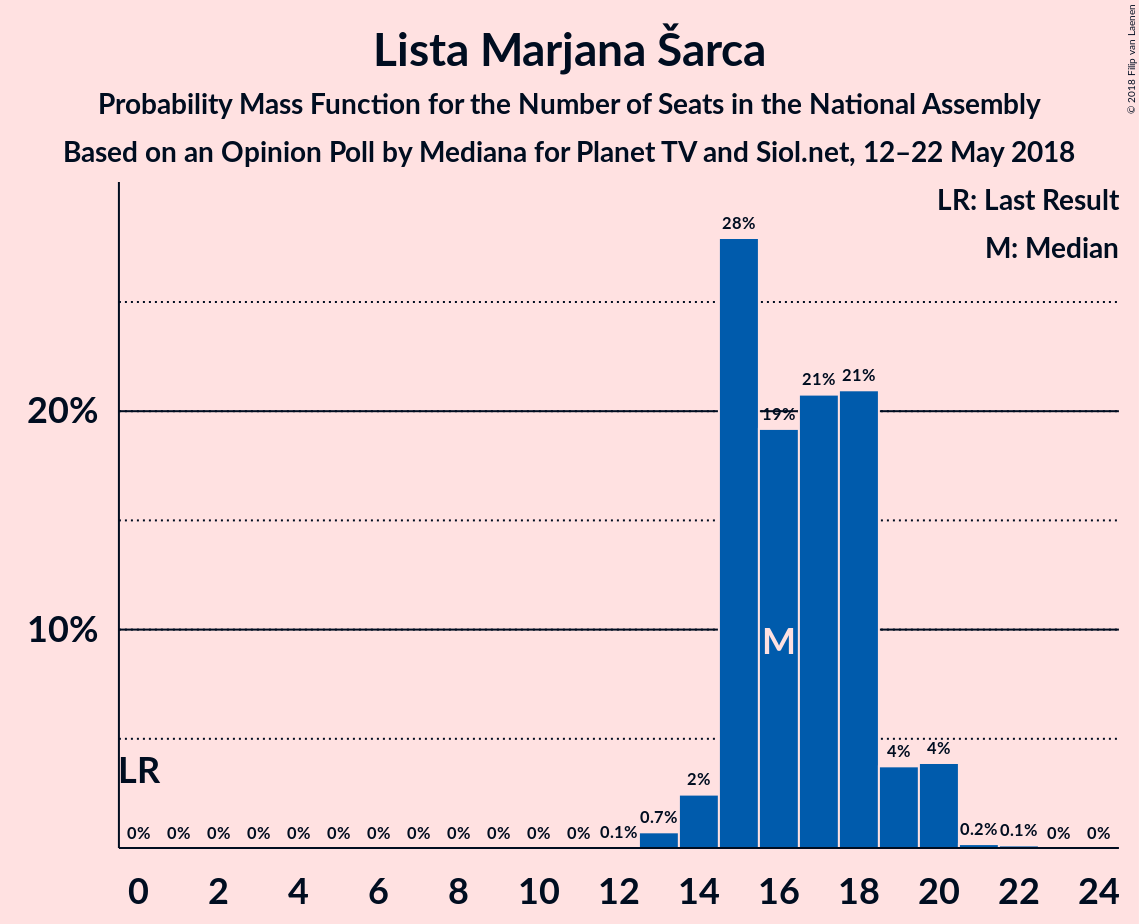 Lista Marjana Šarca
Probability Mass Function for the Number of Seats in the National Assembly
Based on an Opinion Poll by Mediana for Planet TV and Siol.net, 12–22 May 2018
© 2018 Filip van Laenen
LR: Last Result
M: Median
28%
21%
21%
20%
19%
10%
M
4%
4%
LR
2%
0.7%
0% 0% 0% 0% 0% 0% 0% 0% 0% 0% 0% 0% 0.1% 0.2% 0.1% 0% 0%
0 2 4 6 8 10 12 14 16 18 20 22 24